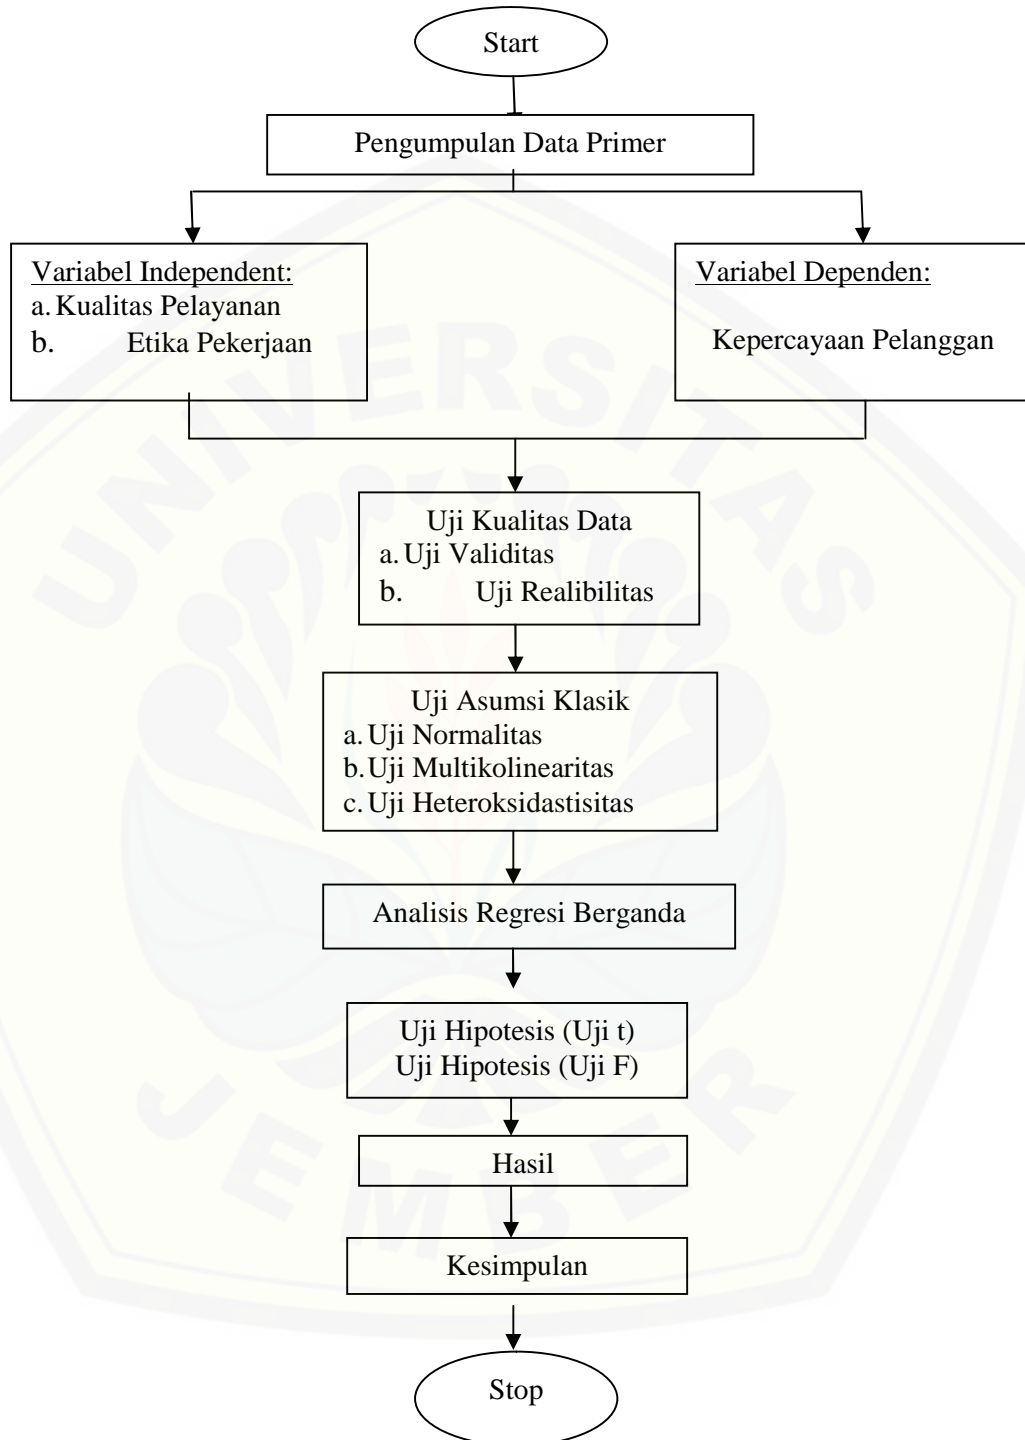 Start
Pengumpulan Data Primer
Variabel Independent:
a. Kualitas Pelayanan
b. Etika Pekerjaan
Variabel Dependen:
Kepercayaan Pelanggan
Uji Kualitas Data
a. Uji Validitas
b. Uji Realibilitas
Uji Asumsi Klasik
a. Uji Normalitas
b. Uji Multikolinearitas
c. Uji Heteroksidastisitas
Analisis Regresi Berganda
Uji Hipotesis (Uji t)
Uji Hipotesis (Uji F)
Hasil
Kesimpulan
Stop
UNIVERSITAS
JEMBER